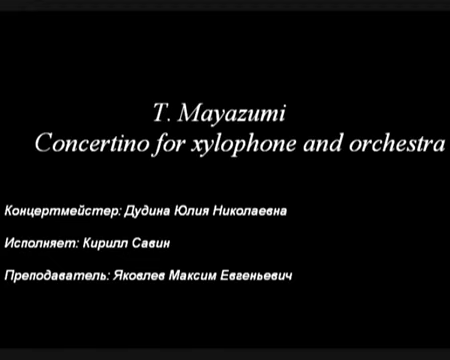 T. Mayazumi
Concertino for xylophone and orchestra
Концертмейстер: Дудина Юлия Николаевна
Исполняет: Кирилл Савин
Преподаватель: Яковлев Максим Евгеньевич